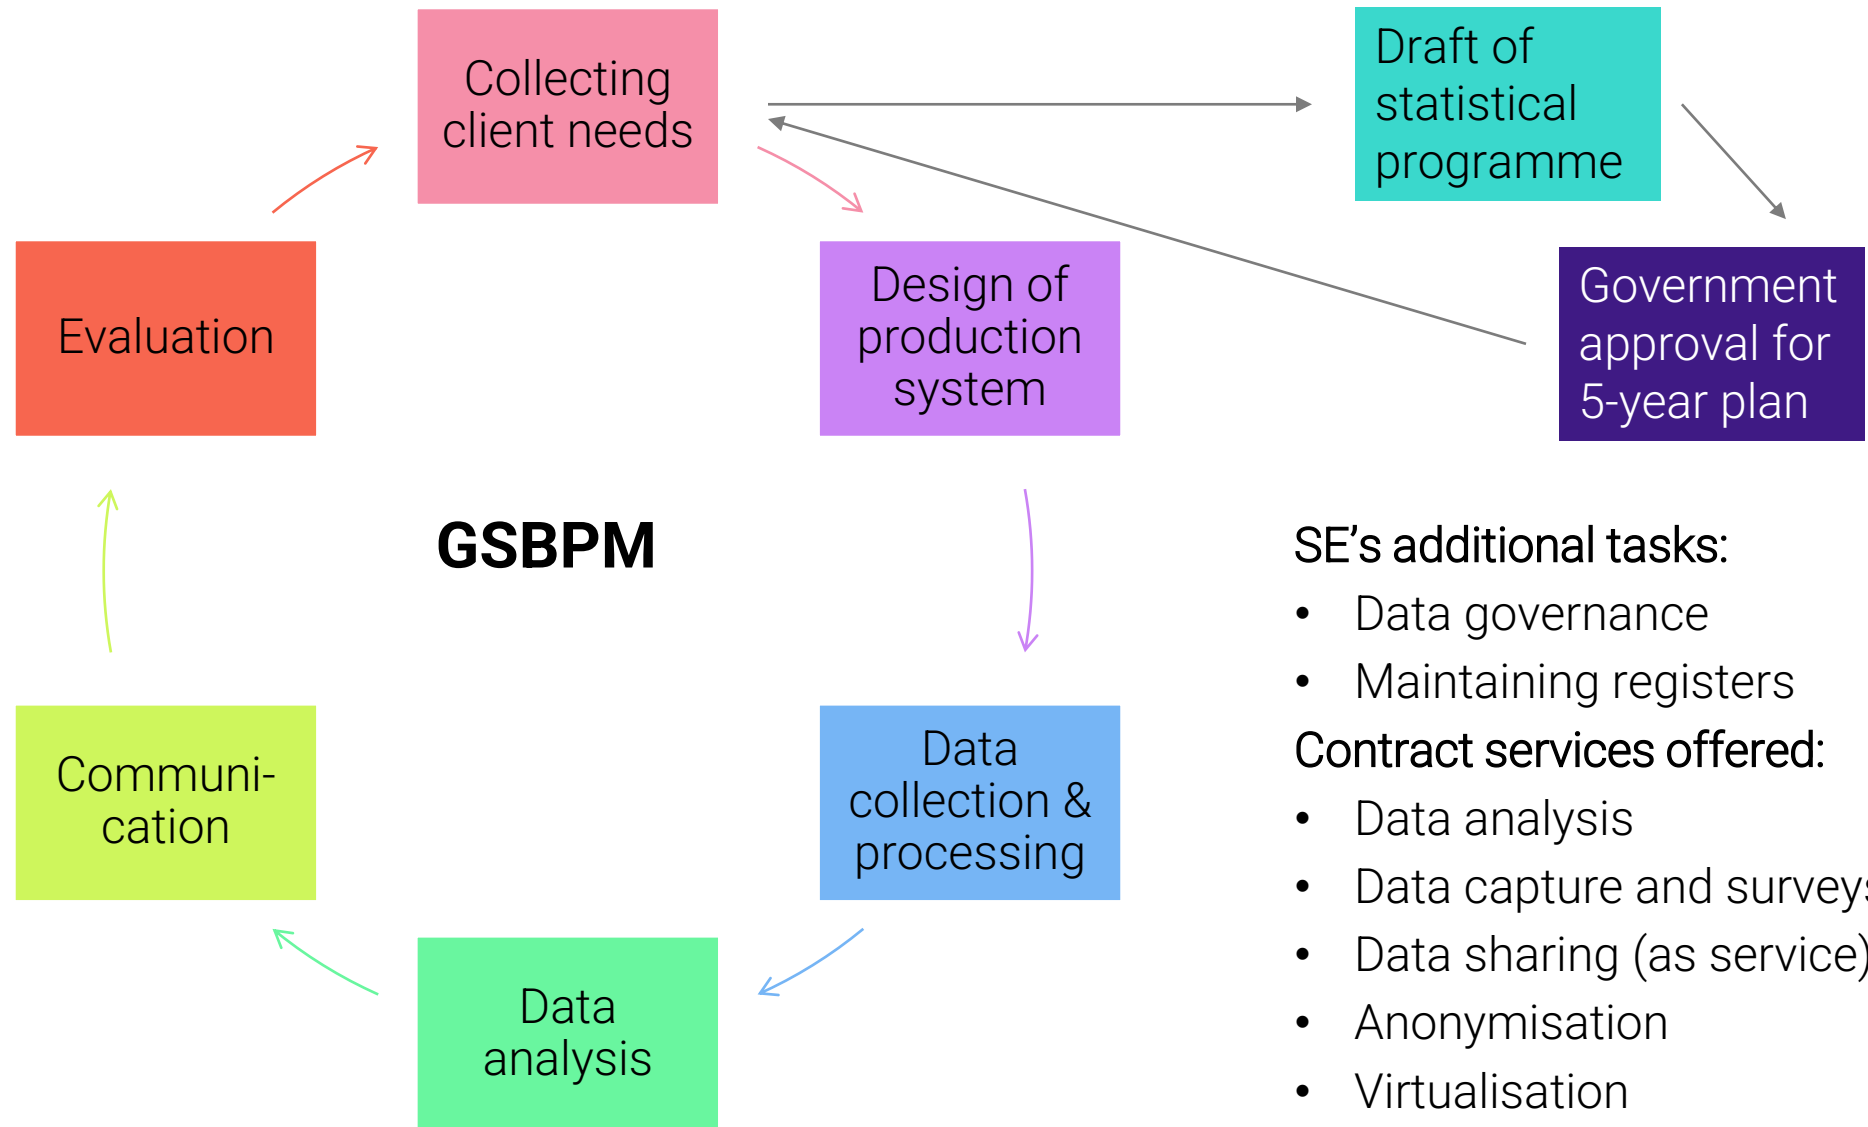 Collecting
client needs
Draft of
statistical
programme
Evaluation
Design of
production
system
Government
approval for
5-year plan
GSBPM
SE’s additional tasks:
• Data governance
• Maintaining registers
Communi-
cation
Data
collection &
processing
Contract services offered:
• Data analysis
• Data capture and surveys
• Data sharing (as service)
• Anonymisation
• Virtualisation
Data
analysis